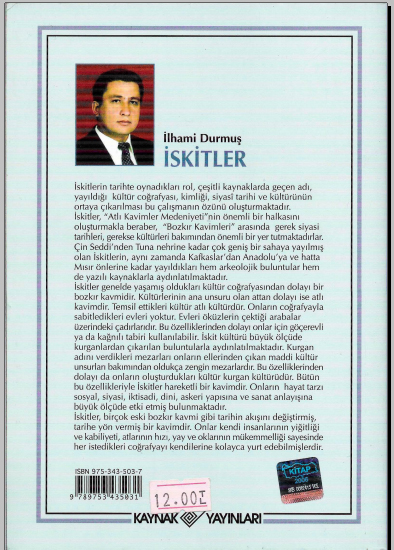 İlhami Durmuş
İSKİTLER
İskitlerin tarihte oynadıkları rol, çeşitli kaynaklarda geçen adı,
yayıldığı kültür coğrafyası, kimliği, siyasî tarihi ve kültürünün
ortaya çıkarılması bu çalışmanın özünü oluşturmaktadır.
İskitler, “Atlı Kavimler Medeniyeti”nin önemli bir halkasını
oluşturmakla beraber, “Bozkır Kavimleri” arasında gerek siyasi
tarihleri, gerekse kültürleri bakımından önemli bir yer tutmaktadırlar.
Çin Seddi’nden Tuna nehrine kadar çok geniş bir sahaya yayılmış
olan İskitlerin, aynı zamanda Kafkaslar’dan Anadolu’ya ve hatta
Mısır önlerine kadar yayıldıkları hem arkeolojik buluntular hem
de yazılı kaynaklarla aydınlatılmaktadır.
İskitler genelde yaşamış oldukları kültür coğrafyasından dolayı bir
bozkır kavmidir. Kültürlerinin ana unsuru olan attan dolayı ise atlı
kavimdir. Temsil ettikleri kültür atlı kültürdür. Onların coğrafyayla
sabitledikleri evleri yoktur. Evleri öküzlerin çektiği arabalar
üzerindeki çadırlarıdır. Bu özelliklerinden dolayı onlar için göçerevli
ya da kağnılı tabiri kullanılabilir. İskit kültürü büyük ölçüde
kurganlardan çıkarılan buluntularla aydınlatılmaktadır. Kurgan
adını verdikleri mezarları onların ellerinden çıkan maddi kültür
unsurları bakımından oldukça zengin mezarlardır. Bu özelliklerinden
dolayı da onların oluşturdukları kültür kurgan kültürüdür. Bütün
bu özellikleriyle İskitler hareketli bir kavimdir. Onların hayat tarzı
sosyal, siyasi, iktisadi, dini, askeri yapısına ve sanat anlayışına
büyük ölçüde etki etmiş bulunmaktadır.
İskitler, birçok eski bozkır kavmi gibi tarihin akışını değiştirmiş,
tarihe yön vermiş bir kavimdir. Onlar kendi insanlarının yiğitliği
ve kabiliyeti, atlarının hızı, yay ve oklarının mükemmelliği sayesinde
her istedikleri coğrafyayı kendilerine kolayca yurt edebilmişlerdir.
ISBN 975-343-503-7
9 789753 435031
12.00
KİTAP
KAYNAK YAYINLARI